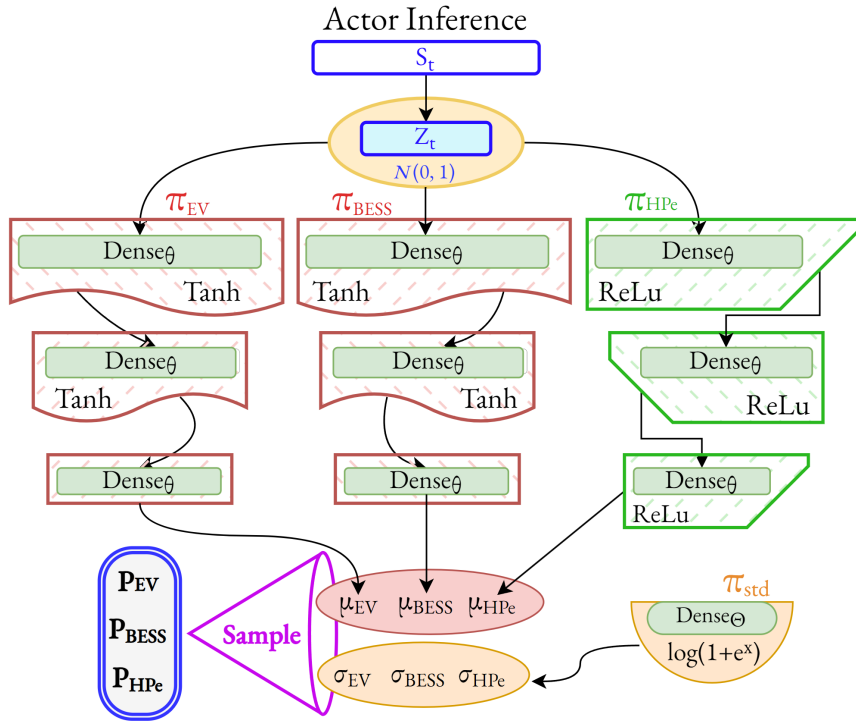 Actor Inference
S_t
Z_t
N(0, 1)
π_EV π_BESS π_HPe
Dense_θ Dense_θ Dense_θ
Tanh Tanh ReLu
Dense_θ Dense_θ Dense_θ
Tanh Tanh ReLu
Dense_θ Dense_θ Dense_θ
ReLu
μ_EV μ_BESS μ_HPe
σ_EV σ_BESS σ_HPe
Sample
P_EV
P_BESS
P_HPe
π_std
Dense_Θ
log(1+e^x)